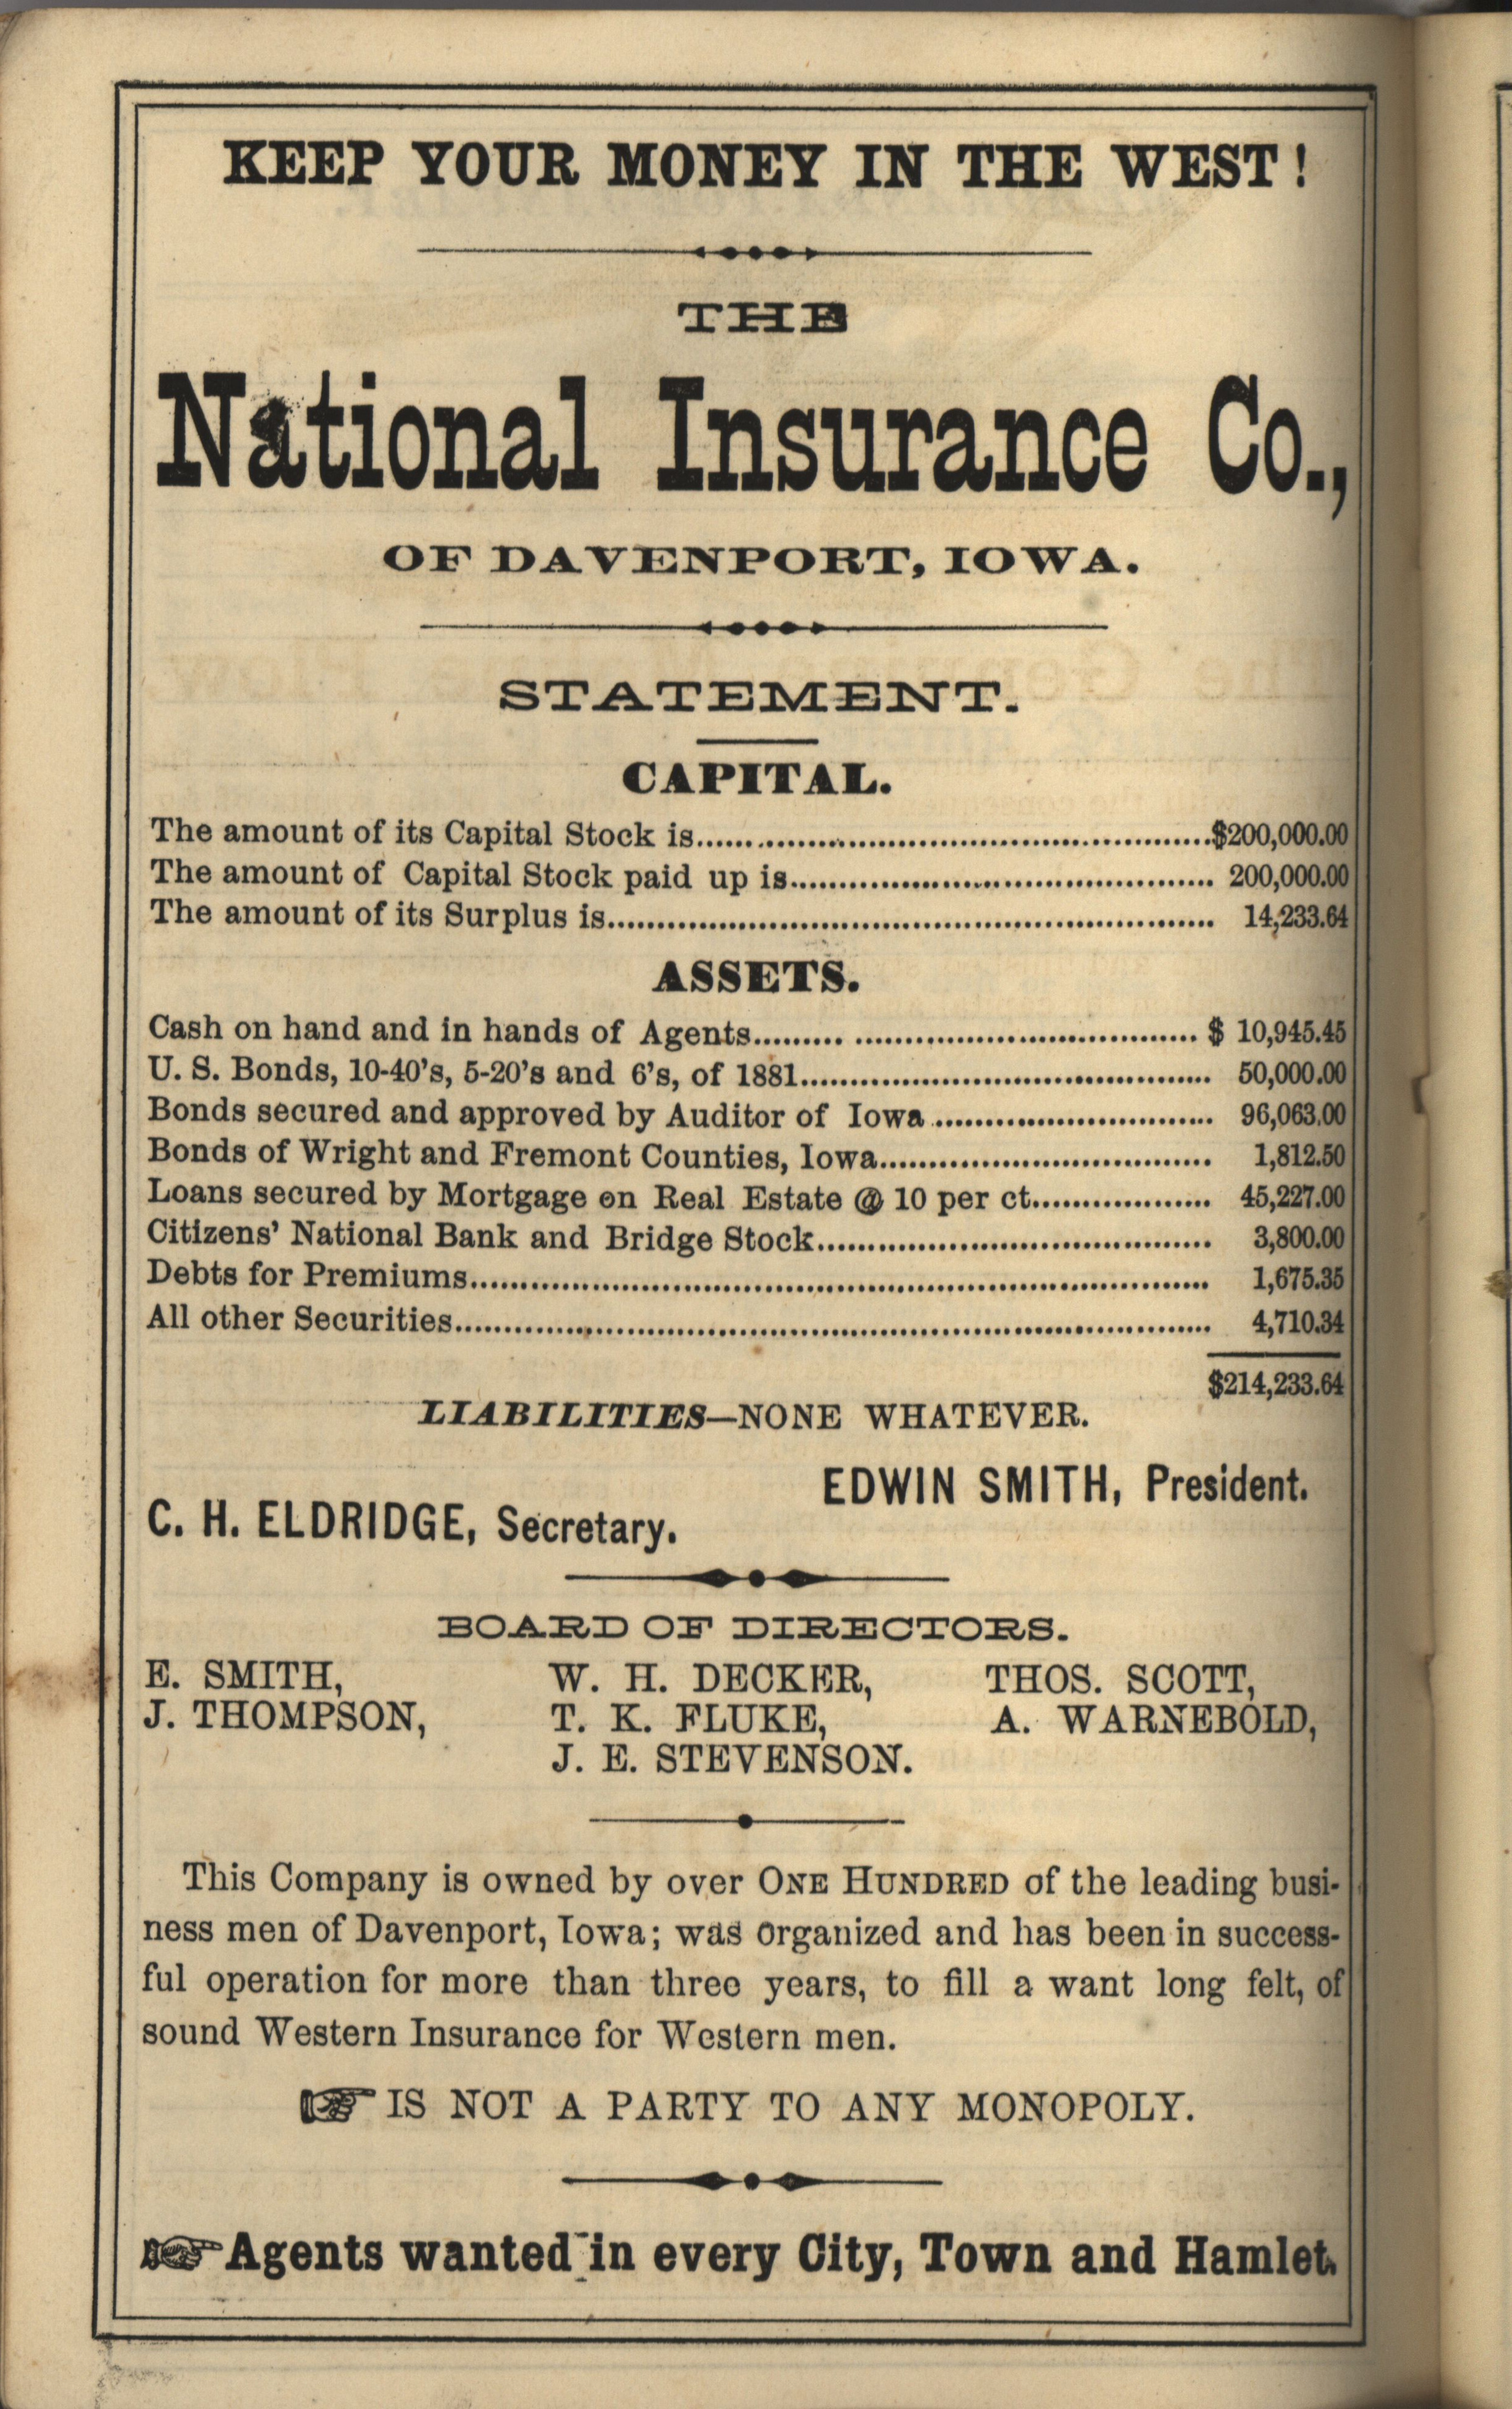 KEEP YOUR MONEY IN THE WEST!
THE
National Insurance Co.,
OF DAVENPORT, IOWA.
STATEMENT.
CAPITAL.
The amount of its Capital Stock is........................................................$200,000.00
The amount of Capital Stock paid up is............................................. 200,000.00
The amount of its Surplus is................................................................ 14,233.64
ASSETS.
Cash on hand and in hands of Agents......... .................................... $ 10,945.45
U. S. Bonds, 10-40's, 5-20's and 6's, of 1881........................................... 50,000.00
Bonds secured and approved by Auditor of Iowa.............................. 96,063.00
Bonds of Wright and Fremont Counties, Iowa................................... 1,812.50
Loans secured by Mortgage on Real Estate @ 10 per ct................... 45,227.00
Citizens' National Bank and Bridge Stock.......................................... 3,800.00
Debts for Premiums............................................................................... 1,675.35
All other Securities................................................................................ 4,710.34
$214,233.64
LIABILITIES—NONE WHATEVER.
EDWIN SMITH, President.
C. H. ELDRIDGE, Secretary.
BOARD OF DIRECTORS.
E. SMITH, W. H. DECKER, THOS. SCOTT,
J. THOMPSON, T. K. FLUKE, A. WARNEBOLD,
J. E. STEVENSON.
This Company is owned by over ONE HUNDRED of the leading busi-
ness men of Davenport, Iowa; was organized and has been in success-
ful operation for more than three years, to fill a want long felt, of
sound Western Insurance for Western men.
☞ IS NOT A PARTY TO ANY MONOPOLY.
☞ Agents wanted in every City, Town and Hamlet.